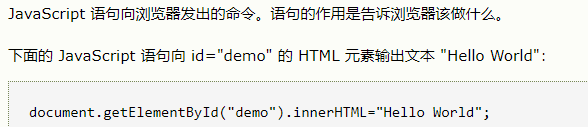 JavaScript 语句向浏览器发出的命令。语句的作用是告诉浏览器该做什么。
下面的 JavaScript 语句向 id="demo" 的 HTML 元素输出文本 "Hello World"：
document.getElementById("demo").innerHTML="Hello World";